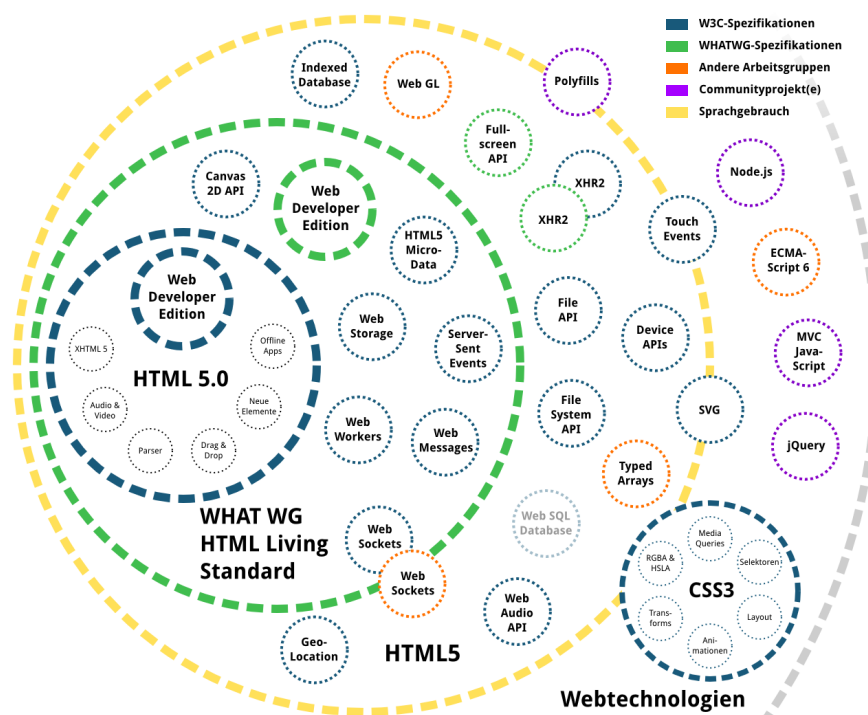 W3C-Spezifikationen
WHATWG-Spezifikationen
Andere Arbeitsgruppen
Communityprojekt(e)
Sprachgebrauch
Indexed
Database
Web GL
Polyfills
Full-
screen
API
Node.js
Canvas
2D API
Web
Developer
Edition
XHR2
XHR2
Touch
Events
HTML5
Micro-
Data
ECMA-
Script 6
Web
Developer
Edition
File
API
Web
Storage
Server-
Sent
Events
Device
APIs
MVC
Java-
Script
XHTML 5
Offline
Apps
HTML 5.0
Audio &
Video
Neue
Elemente
File
System
API
SVG
Web
Workers
Web
Messages
jQuery
Parser
Drag &
Drop
Typed
Arrays
WHAT WG
HTML Living
Standard
Web
Sockets
Web SQL
Database
Web
Sockets
Media
Queries
RGBA &
HSLA
Selektoren
CSS3
Trans-
forms
Layout
Ani-
mationen
Web
Audio
API
Geo-
Location
HTML5
Webtechnologien